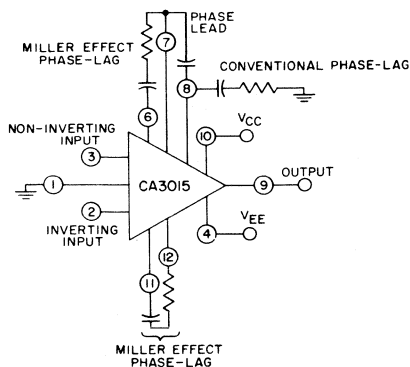 PHASE
LEAD
MILLER EFFECT
PHASE-LAG
7
CONVENTIONAL PHASE-LAG
8
6
NON-INVERTING
INPUT
10
VCC
3
1
CA3015
9
OUTPUT
2
INVERTING
INPUT
4
VEE
12
11
MILLER EFFECT
PHASE-LAG